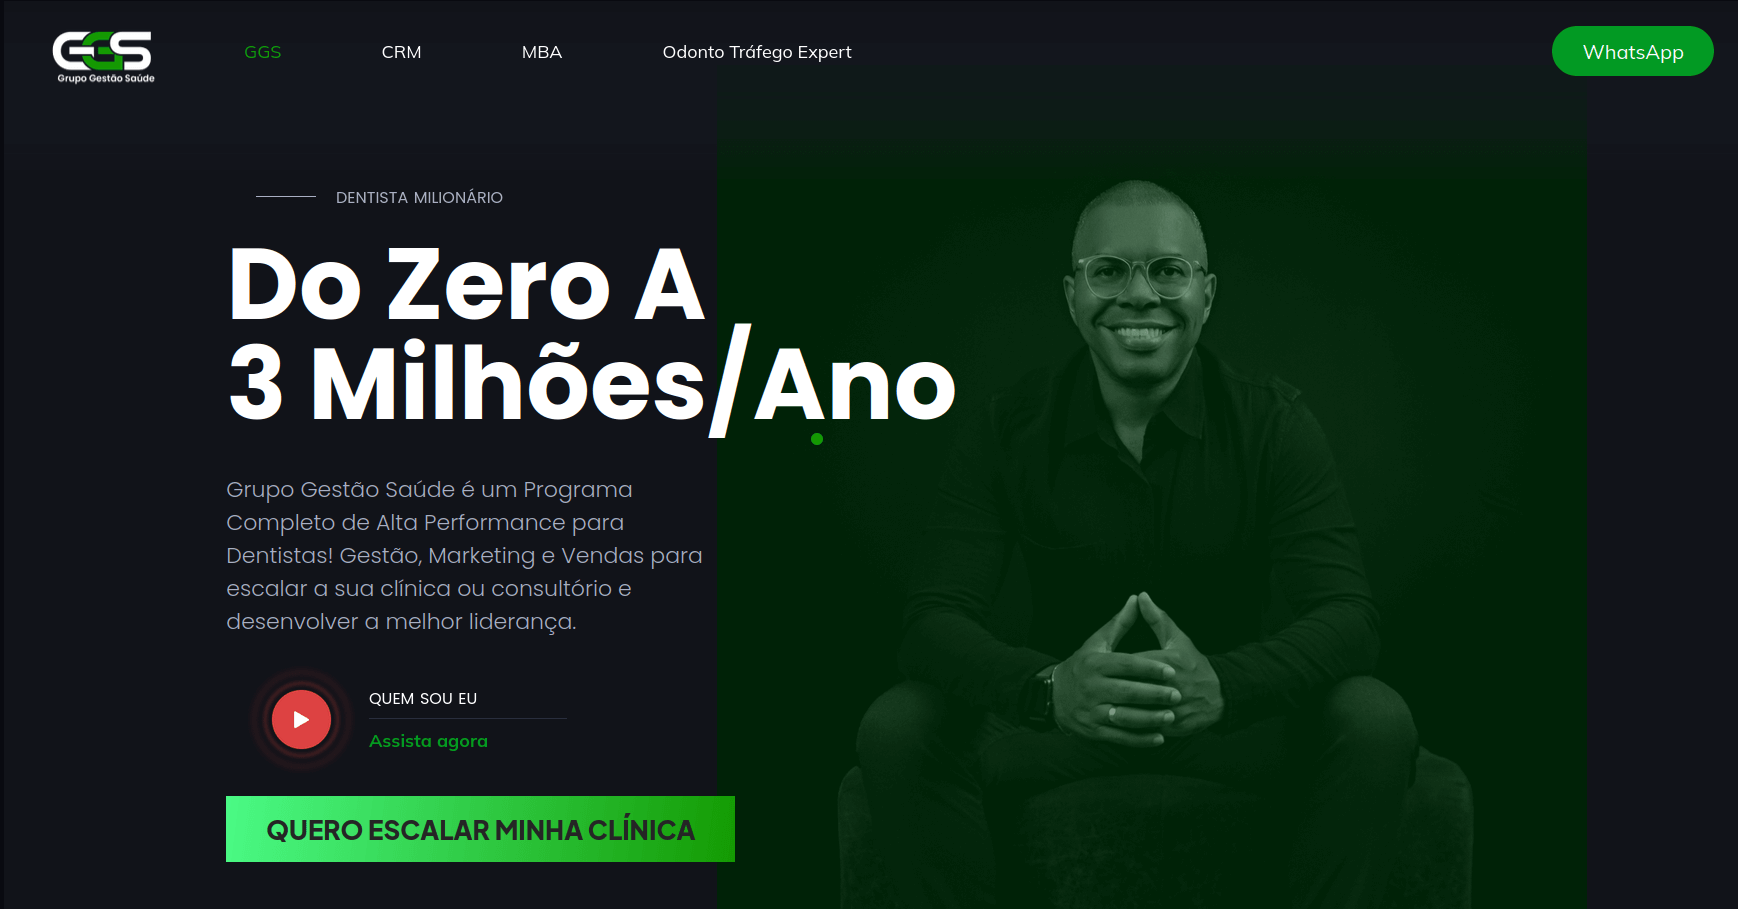 GGS
Grupo Gestão Saúde
GGS
CRM
MBA
Odonto Tráfego Expert
WhatsApp
DENTISTA MILIONÁRIO
Do Zero A
3 Milhões/Ano
Grupo Gestão Saúde é um Programa
Completo de Alta Performance para
Dentistas! Gestão, Marketing e Vendas para
escalar a sua clínica ou consultório e
desenvolver a melhor liderança.
QUEM SOU EU
Assista agora
QUERO ESCALAR MINHA CLÍNICA